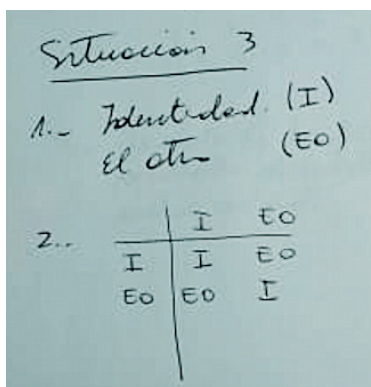 Situación 3
1.- Identidad. (I)
El otro (EO)
2.. I EO
I I EO
EO EO I